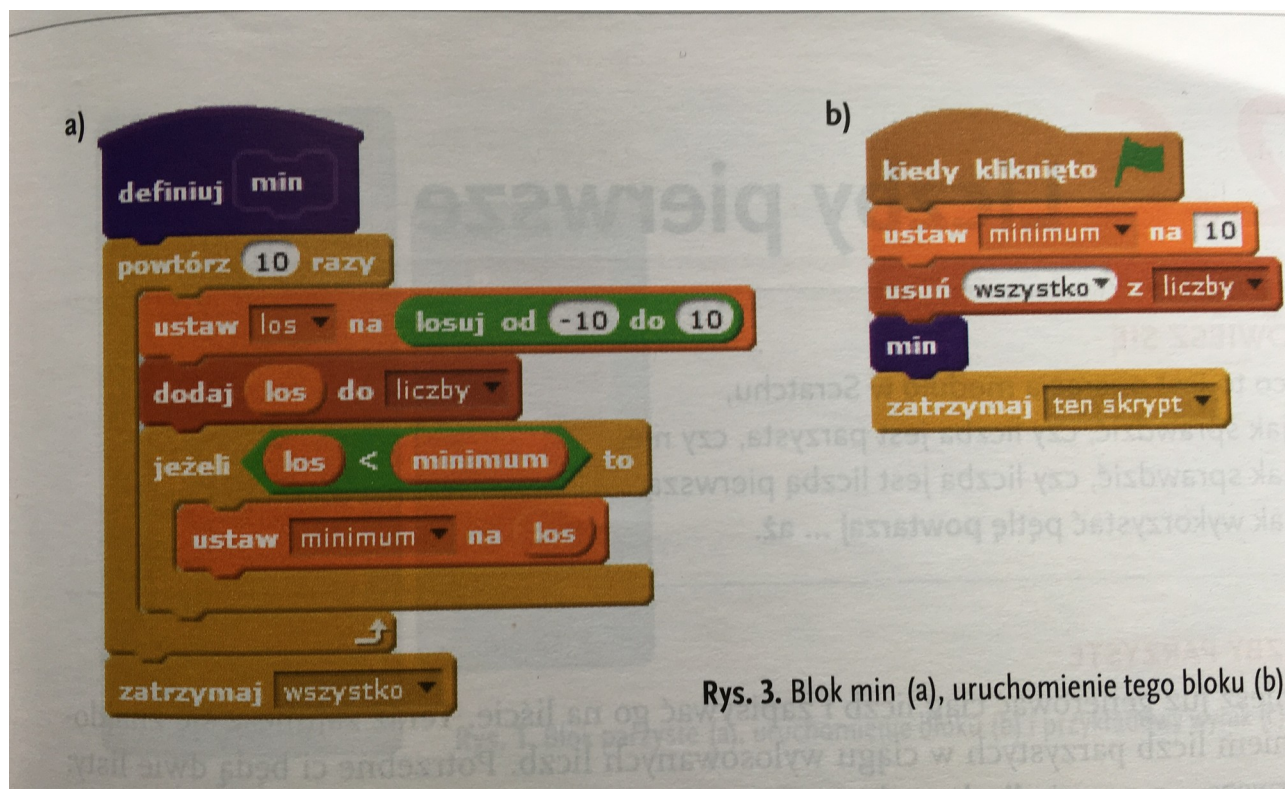 a)
definiuj min
powtórz 10 razy
ustaw los na losuj od -10 do 10
dodaj los do liczby
jeżeli los < minimum to
ustaw minimum na los
zatrzymaj wszystko
b)
kiedy kliknięto
ustaw minimum na 10
usuń wszystko z liczby
min
zatrzymaj ten skrypt
Rys. 3. Blok min (a), uruchomienie tego bloku (b)